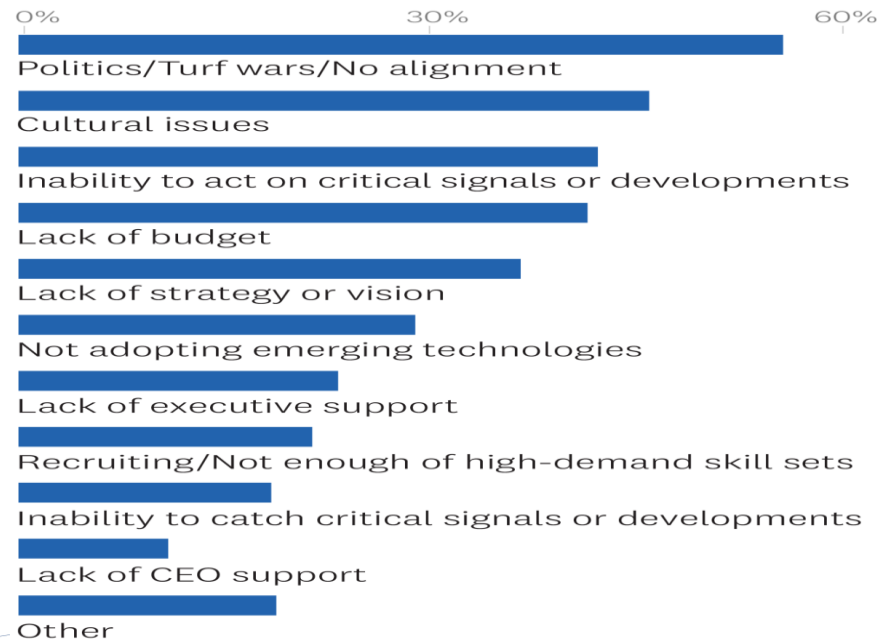 0% 30% 60%
Politics/Turf wars/No alignment
Cultural issues
Inability to act on critical signals or developments
Lack of budget
Lack of strategy or vision
Not adopting emerging technologies
Lack of executive support
Recruiting/Not enough of high-demand skill sets
Inability to catch critical signals or developments
Lack of CEO support
Other